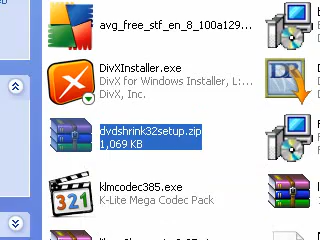 avg_free_stf_en_8_100a129...
DivXInstaller.exe
DivX for Windows Installer, L:...
DivX, Inc.
dvdshrink32setup.zip
1,069 KB
321
klmcodec385.exe
K-Lite Mega Codec Pack